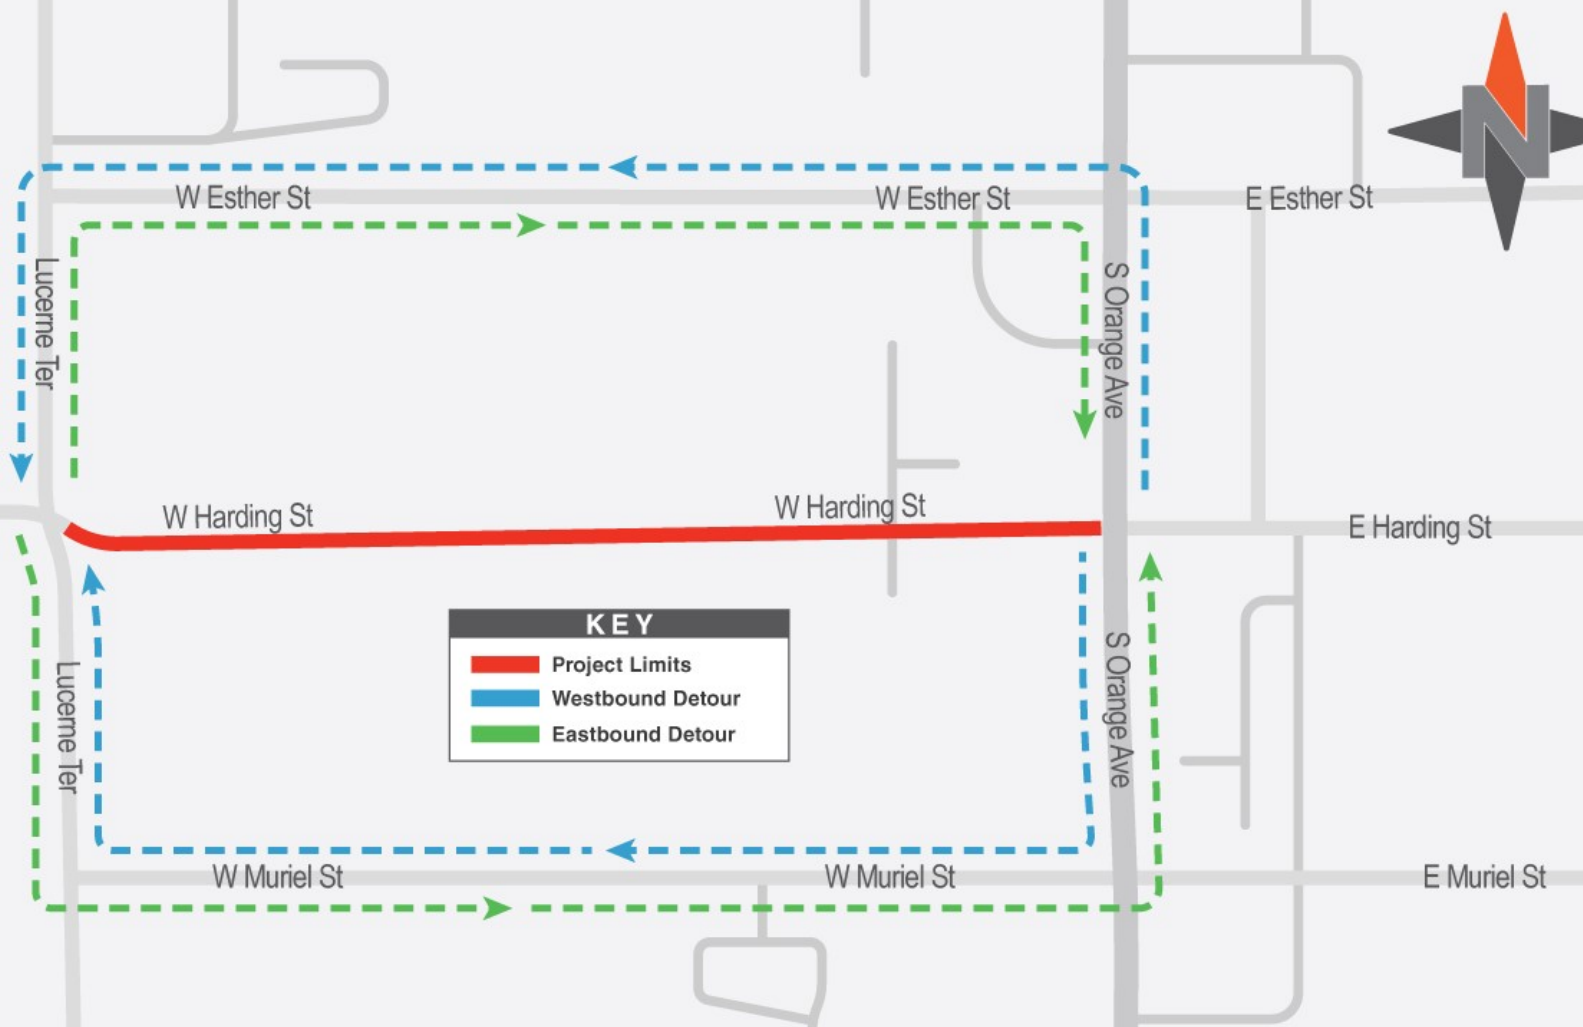 N
W Esther St
W Esther St
E Esther St
Lucerne Ter
S Orange Ave
W Harding St
W Harding St
E Harding St
KEY
Project Limits
Westbound Detour
Eastbound Detour
Lucerne Ter
S Orange Ave
W Muriel St
W Muriel St
E Muriel St